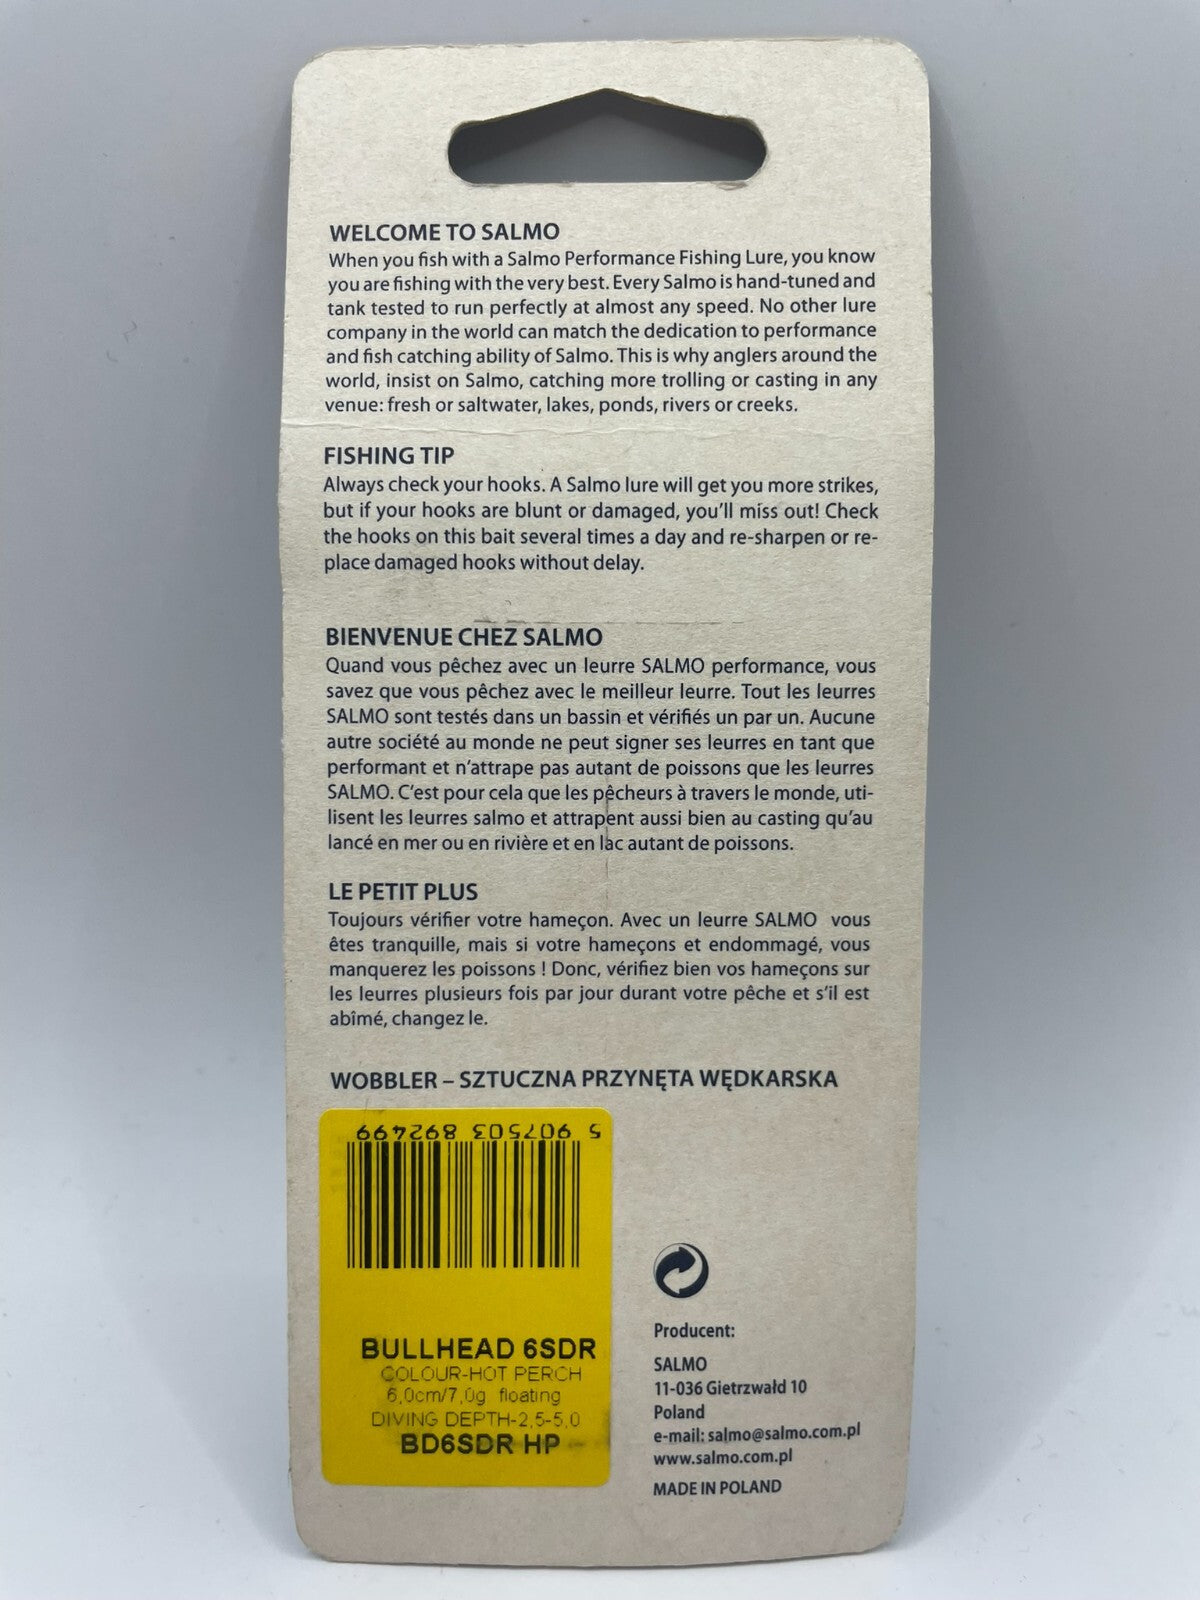 WELCOME TO SALMO
When you fish with a Salmo Performance Fishing Lure, you know
you are fishing with the very best. Every Salmo is hand-tuned and
tank tested to run perfectly at almost any speed. No other lure
company in the world can match the dedication to performance
and fish catching ability of Salmo. This is why anglers around the
world, insist on Salmo, catching more trolling or casting in any
venue: fresh or saltwater, lakes, ponds, rivers or creeks.
FISHING TIP
Always check your hooks. A Salmo lure will get you more strikes,
but if your hooks are blunt or damaged, you'll miss out! Check
the hooks on this bait several times a day and re-sharpen or re-
place damaged hooks without delay.
BIENVENUE CHEZ SALMO
Quand vous pêchez avec un leurre SALMO performance, vous
savez que vous pêchez avec le meilleur leurre. Tout les leurres
SALMO sont testés dans un bassin et vérifiés un par un. Aucune
autre société au monde ne peut signer ses leurres en tant que
performant et n'attrape pas autant de poissons que les leurres
SALMO. C'est pour cela que les pêcheurs à travers le monde, uti-
lisent les leurres salmo et attrapent aussi bien au casting qu'au
lancé en mer ou en rivière et en lac autant de poissons.
LE PETIT PLUS
Toujours vérifier votre hameçon. Avec un leurre SALMO vous
êtes tranquille, mais si votre hameçons et endommagé, vous
manquerez les poissons ! Donc, vérifiez bien vos hameçons sur
les leurres plusieurs fois par jour durant votre pêche et s'il est
abîmé, changez le.
WOBBLER – SZTUCZNA PRZYNĘTA WĘDKARSKA
5 907503 892499
BULLHEAD 6SDR
COLOUR-HOT PERCH
6,0cm/7,0g floating
DIVING DEPTH-2,5-5,0
BD6SDR HP
Producent:
SALMO
11-036 Gietrzwałd 10
Poland
e-mail: salmo@salmo.com.pl
www.salmo.com.pl
MADE IN POLAND